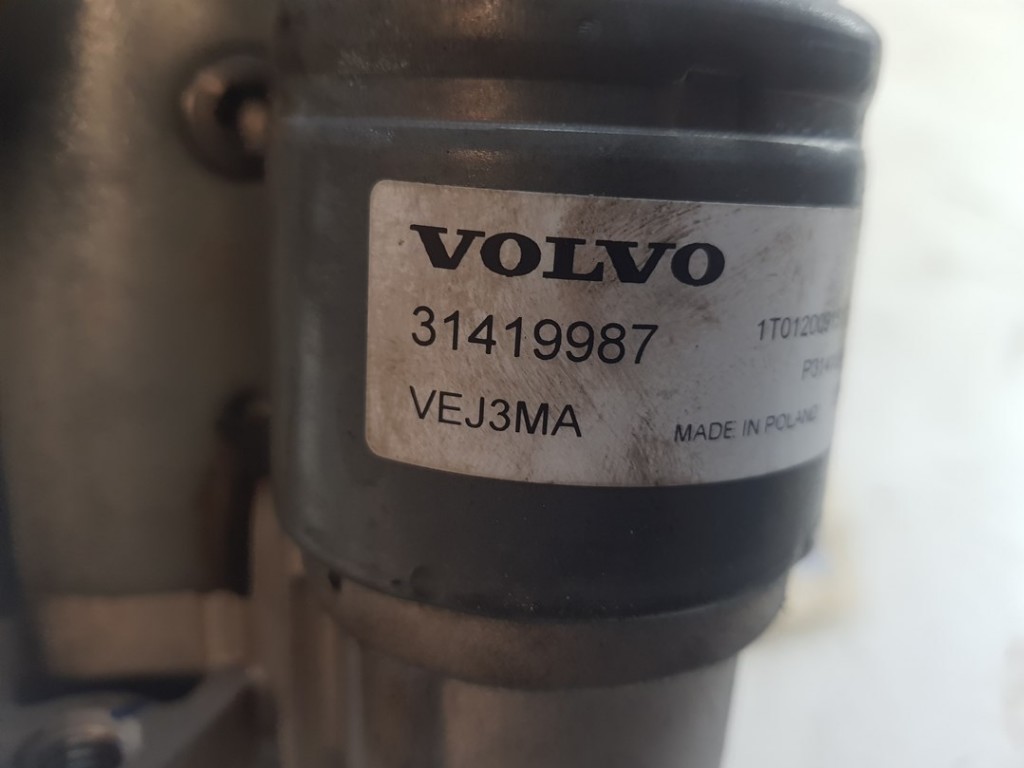 VOLVO
31419987
VEJ3MA
MADE IN POLAND